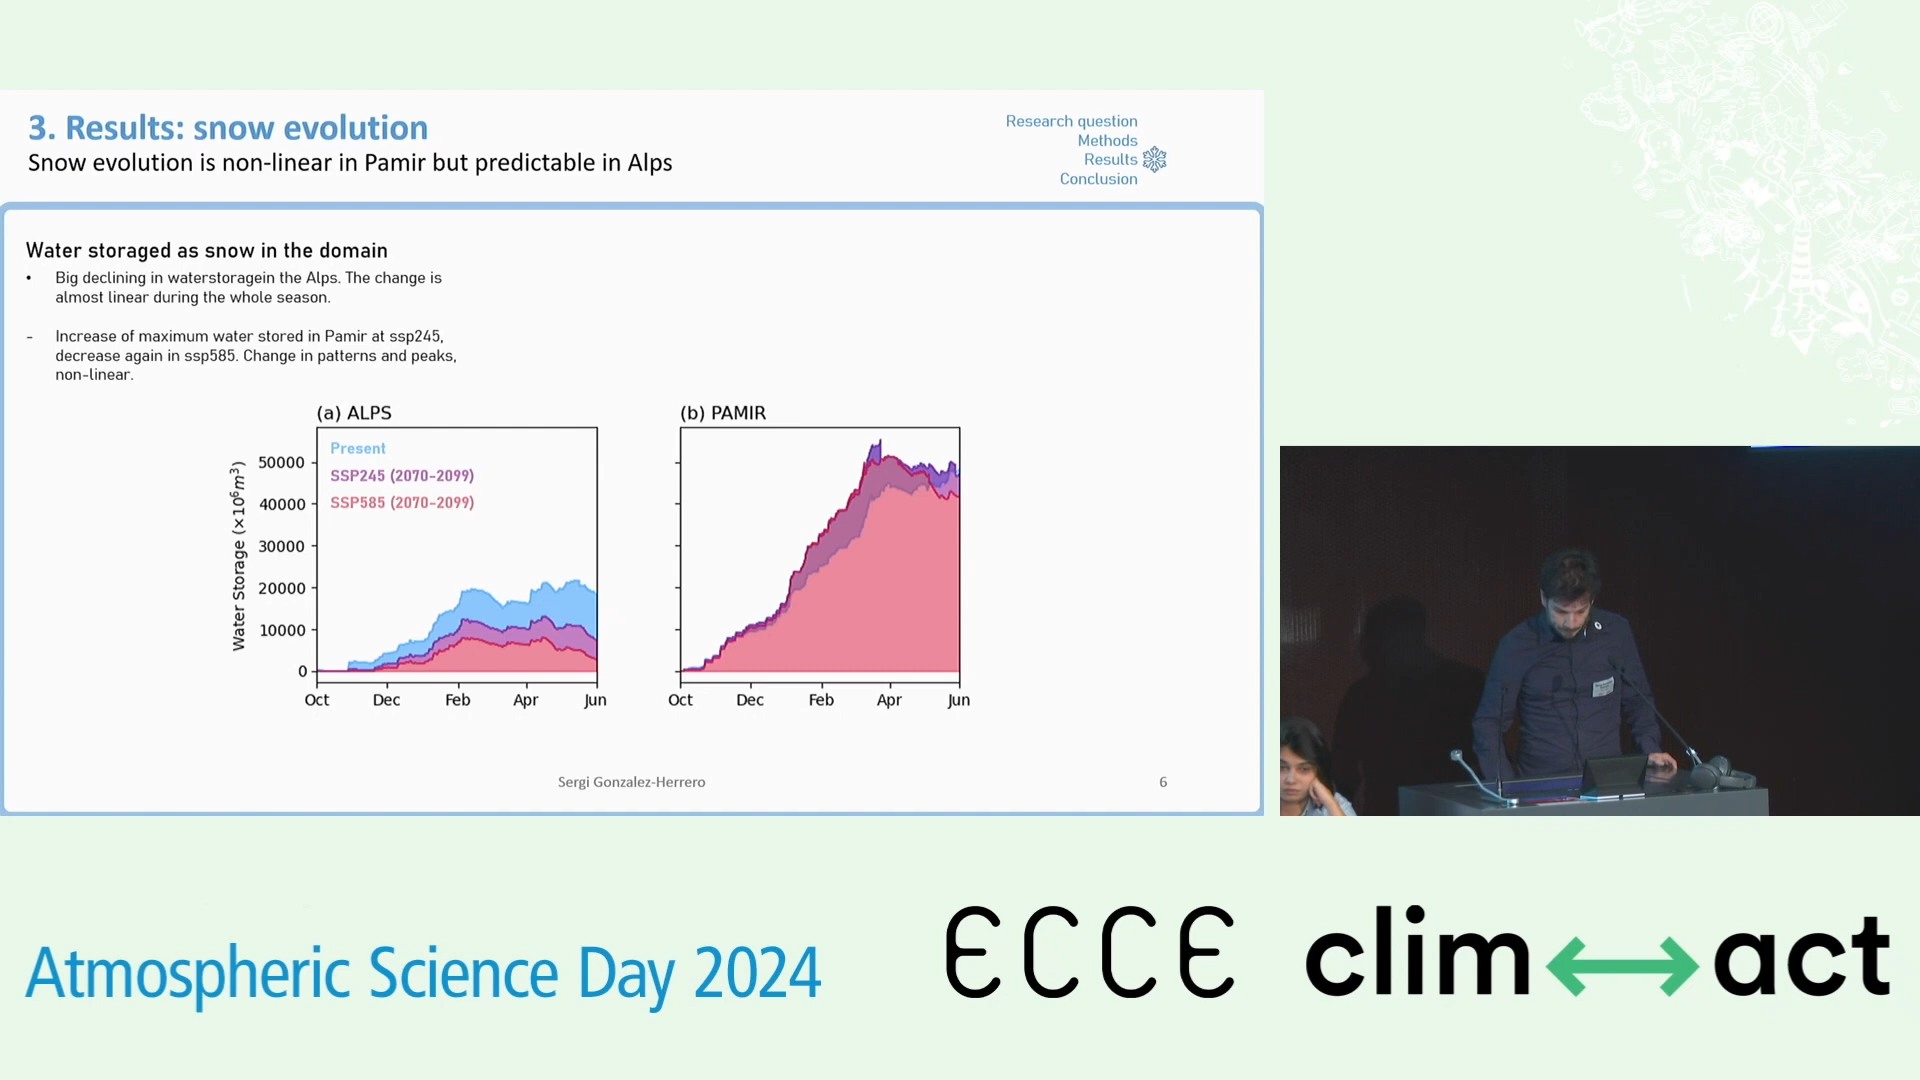 3. Results: snow evolution
Snow evolution is non-linear in Pamir but predictable in Alps
Research question
Methods
Results
Conclusion
Water storaged as snow in the domain
• Big declining in waterstoragein the Alps. The change is
almost linear during the whole season.
- Increase of maximum water stored in Pamir at ssp245,
decrease again in ssp585. Change in patterns and peaks,
non-linear.
(a) ALPS
Present
SSP245 (2070-2099)
SSP585 (2070-2099)
Water Storage (×10⁶m³)
50000
40000
30000
20000
10000
0
Oct Dec Feb Apr Jun
(b) PAMIR
Oct Dec Feb Apr Jun
Sergi Gonzalez-Herrero
6
Atmospheric Science Day 2024
ECCE
clim act